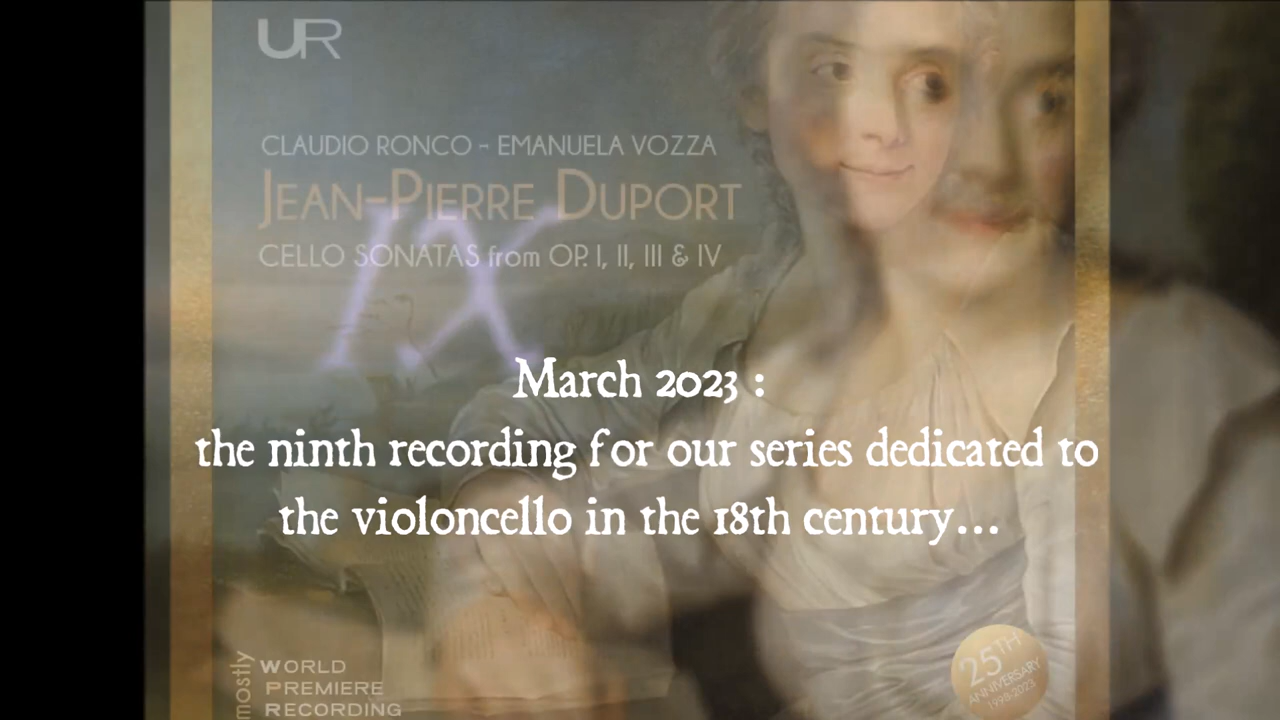 UR
CLAUDIO RONCO - EMANUELA VOZZA
JEAN-PIERRE DUPORT
CELLO SONATAS from OP. I, II, III & IV
IX
March 2023 :
the ninth recording for our series dedicated to
the violoncello in the 18th century...
mostly
WORLD
PREMIERE
RECORDING
25TH
ANNIVERSARY
1998-2023